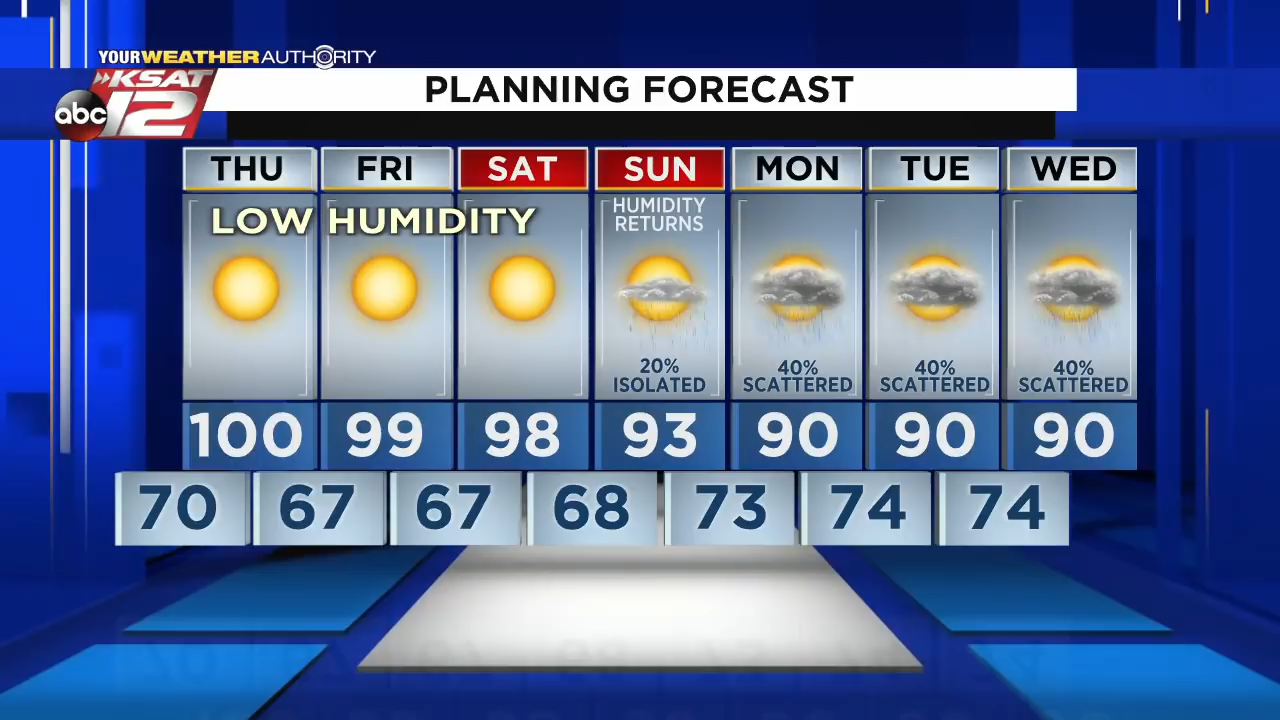 YOURWEATHERAUTHORITY
KSAT
abc 12
PLANNING FORECAST
THU FRI SAT SUN MON TUE WED
LOW HUMIDITY
HUMIDITY
RETURNS
20% 40% 40% 40%
ISOLATED SCATTERED SCATTERED SCATTERED
100 99 98 93 90 90 90
70 67 67 68 73 74 74